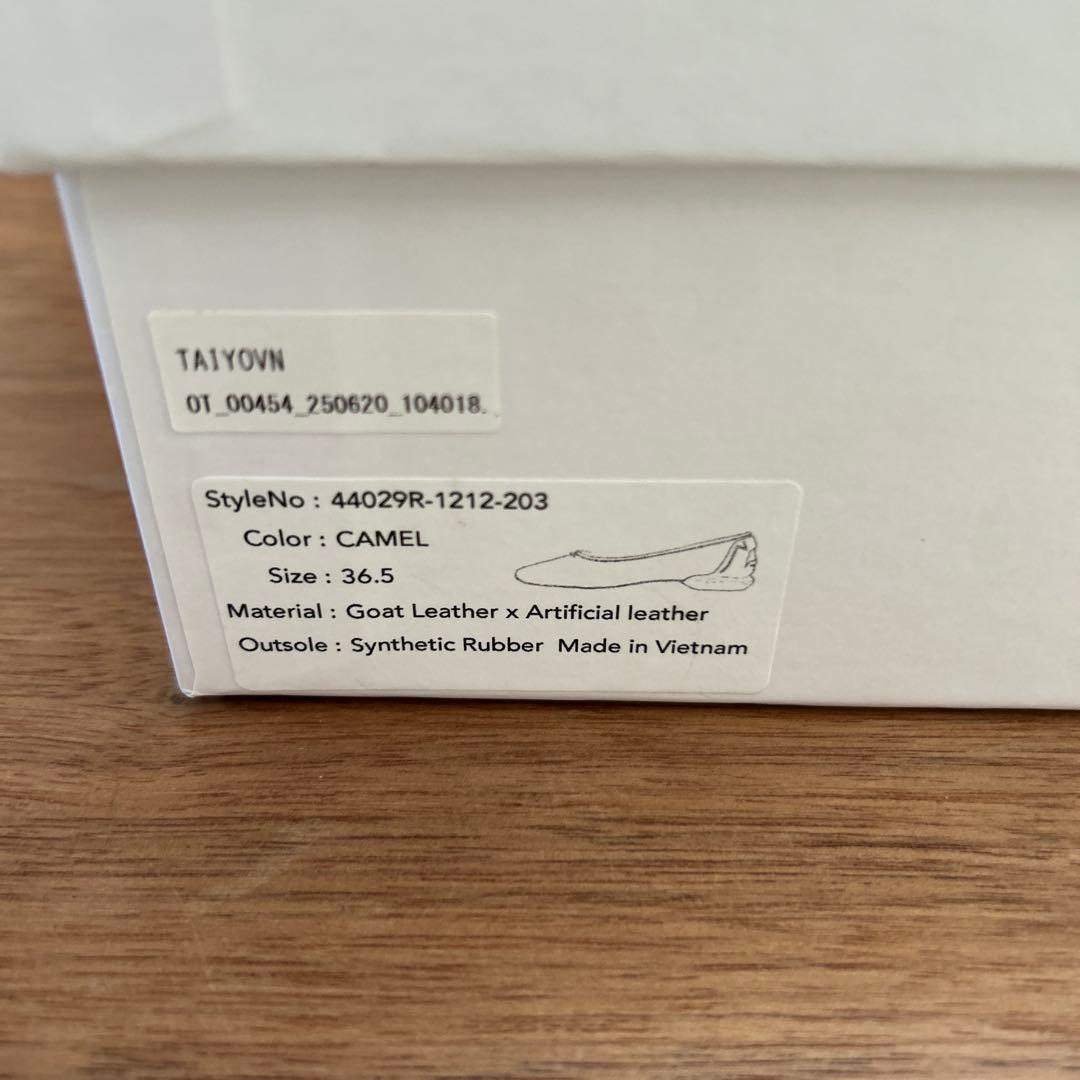 TAIYOVN
OT_00454_250620_104018.
StyleNo : 44029R-1212-203
Color : CAMEL
Size : 36.5
Material : Goat Leather x Artificial leather
Outsole : Synthetic Rubber Made in Vietnam